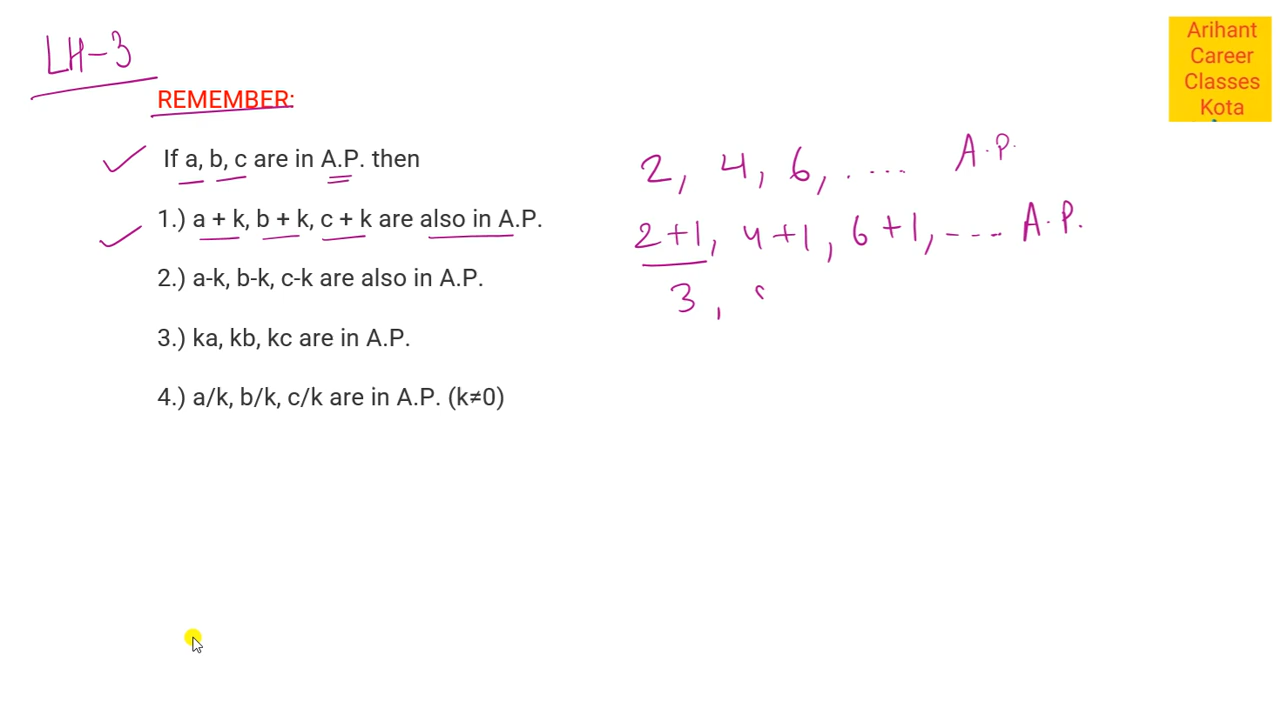 LH-3
Arihant
Career
Classes
Kota
REMEMBER:
If a, b, c are in A.P. then
1.) a + k, b + k, c + k are also in A.P.
2.) a-k, b-k, c-k are also in A.P.
3.) ka, kb, kc are in A.P.
4.) a/k, b/k, c/k are in A.P. (k≠0)
2, 4, 6, .... A.P.
2+1, 4+1, 6+1, ---- A.P.
3,